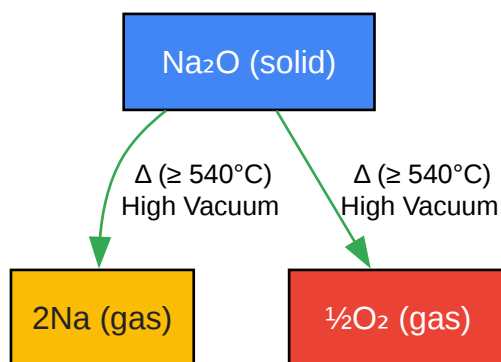 Na₂O (solid)
Δ (≥ 540°C)
High Vacuum
Δ (≥ 540°C)
High Vacuum
2Na (gas)
½O₂ (gas)